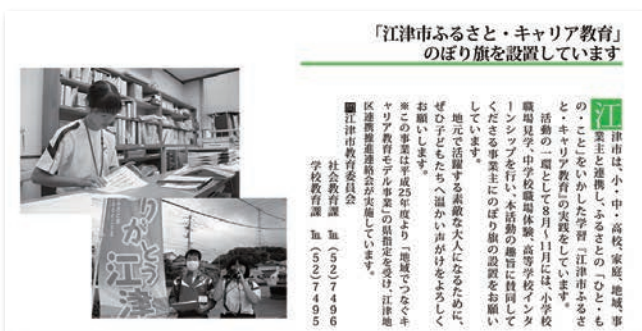 「江津市ふるさと・キャリア教育」
のぼり旗を設置しています
江津市は、小・中・高校、家庭、地域、事
業主と連携し、ふるさとの「ひと・も
の・こと」をいかした学習『江津市ふるさ
と・キャリア教育』の実践をしています。
活動の一環として8月〜11月には、小学校
職場見学、中学校職場体験、高等学校インタ
ーンシップを行い、本活動の趣旨に賛同して
くださる事業主にのぼり旗の設置をお願い
しています。
地元で活躍する素敵な大人になるために、
ぜひ子どもたちへ温かい声がけをよろしく
お願いします。
※この事業は平成25年度より「地域でつなぐキ
ャリア教育モデル事業」の県指定を受け、江津地
区連携推進連絡会が実施しています。
問江津市教育委員会
社会教育課 ℡(52)7496
学校教育課 ℡(52)7495
りがとう
江津